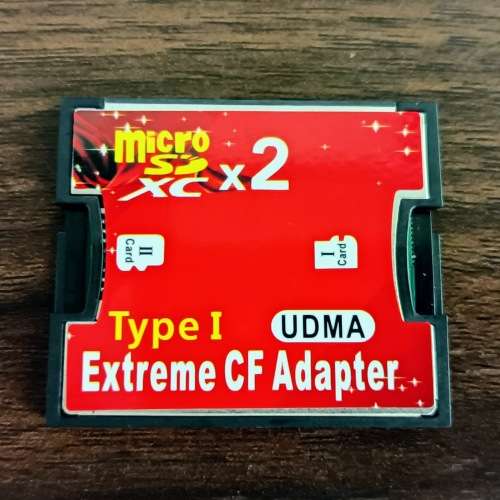 micro
SD
XC x2
II
Card
I
Card
Type I UDMA
Extreme CF Adapter